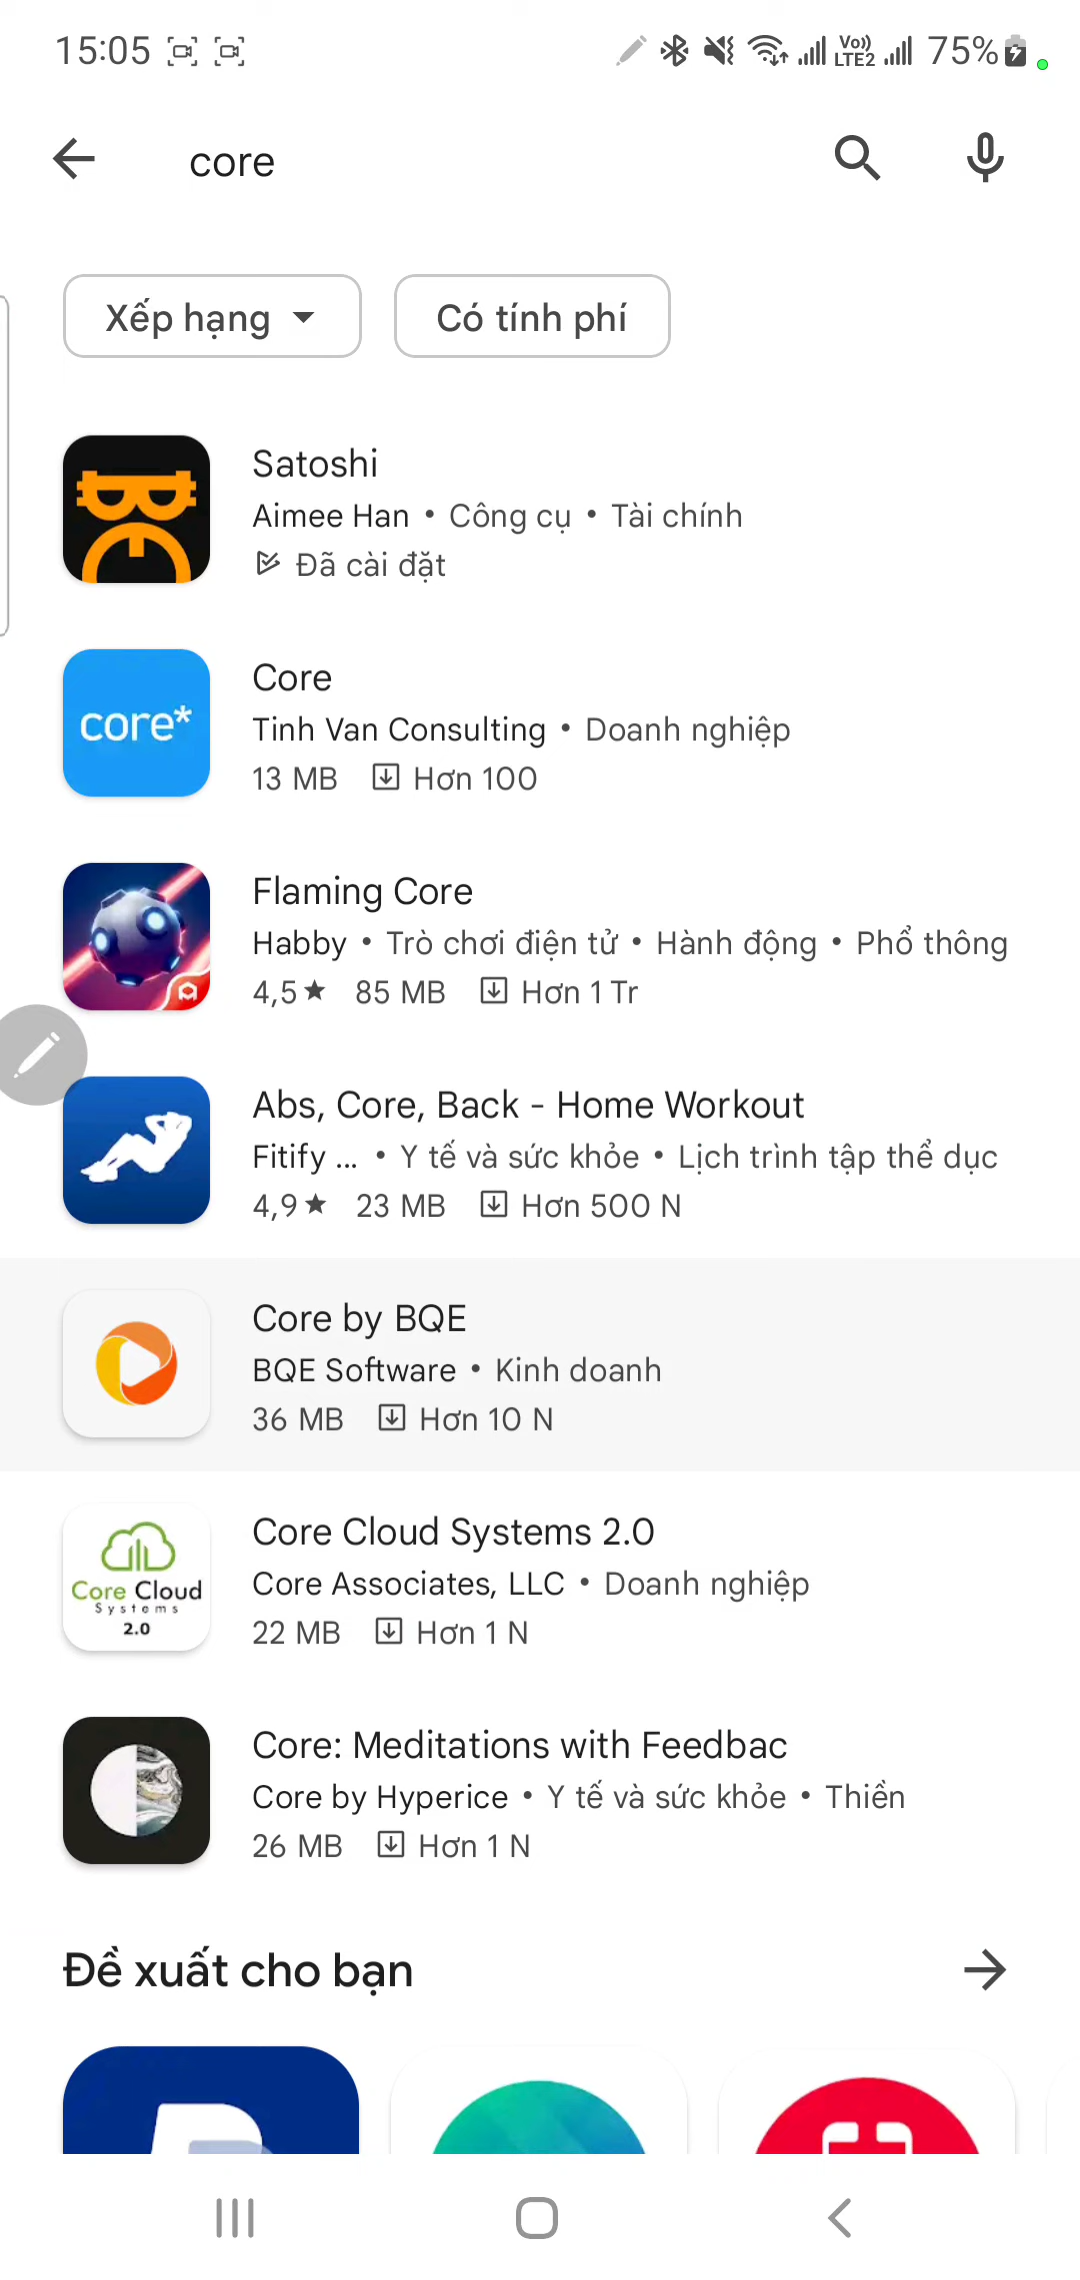 15:05 Vo)) LTE2 75%
core
Xếp hạng Có tính phí
Satoshi
Aimee Han • Công cụ • Tài chính
Đã cài đặt
core*
Core
Tinh Van Consulting • Doanh nghiệp
13 MB Hơn 100
Flaming Core
Habby • Trò chơi điện tử • Hành động • Phổ thông
4,5★ 85 MB Hơn 1 Tr
Abs, Core, Back - Home Workout
Fitify ... • Y tế và sức khỏe • Lịch trình tập thể dục
4,9★ 23 MB Hơn 500 N
Core by BQE
BQE Software • Kinh doanh
36 MB Hơn 10 N
Core Cloud
Systems
2.0
Core Cloud Systems 2.0
Core Associates, LLC • Doanh nghiệp
22 MB Hơn 1 N
Core: Meditations with Feedbac
Core by Hyperice • Y tế và sức khỏe • Thiền
26 MB Hơn 1 N
Đề xuất cho bạn